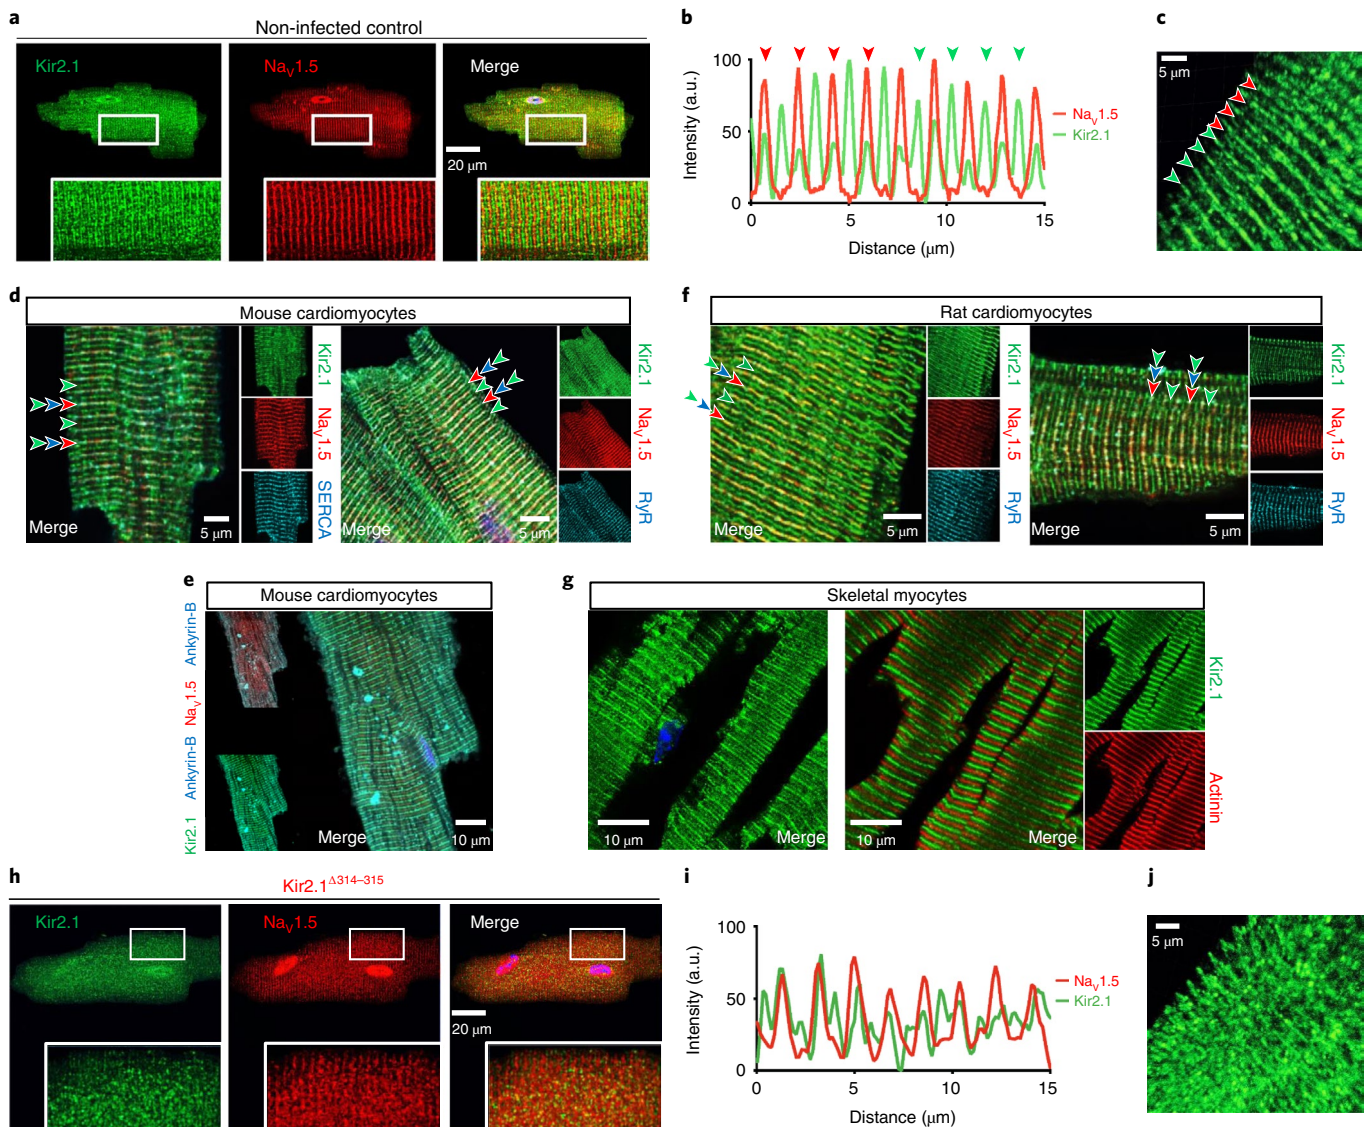 a
Non-infected control
Kir2.1
NaV1.5
Merge
20 μm
b
Intensity (a.u.)
100
50
0
0
5
10
15
Distance (μm)
NaV1.5
Kir2.1
c
5 μm
d
Mouse cardiomyocytes
Merge
5 μm
Kir2.1
NaV1.5
SERCA
Merge
5 μm
Kir2.1
NaV1.5
RyR
f
Rat cardiomyocytes
Merge
5 μm
Kir2.1
NaV1.5
RyR
Merge
5 μm
Kir2.1
NaV1.5
RyR
e
Mouse cardiomyocytes
NaV1.5 Ankyrin-B
Kir2.1 Ankyrin-B
Merge
10 μm
g
Skeletal myocytes
10 μm
Merge
10 μm
Merge
Kir2.1
Actinin
h
Kir2.1Δ314–315
Kir2.1
NaV1.5
Merge
20 μm
i
Intensity (a.u.)
100
50
0
0
5
10
15
Distance (μm)
NaV1.5
Kir2.1
j
5 μm